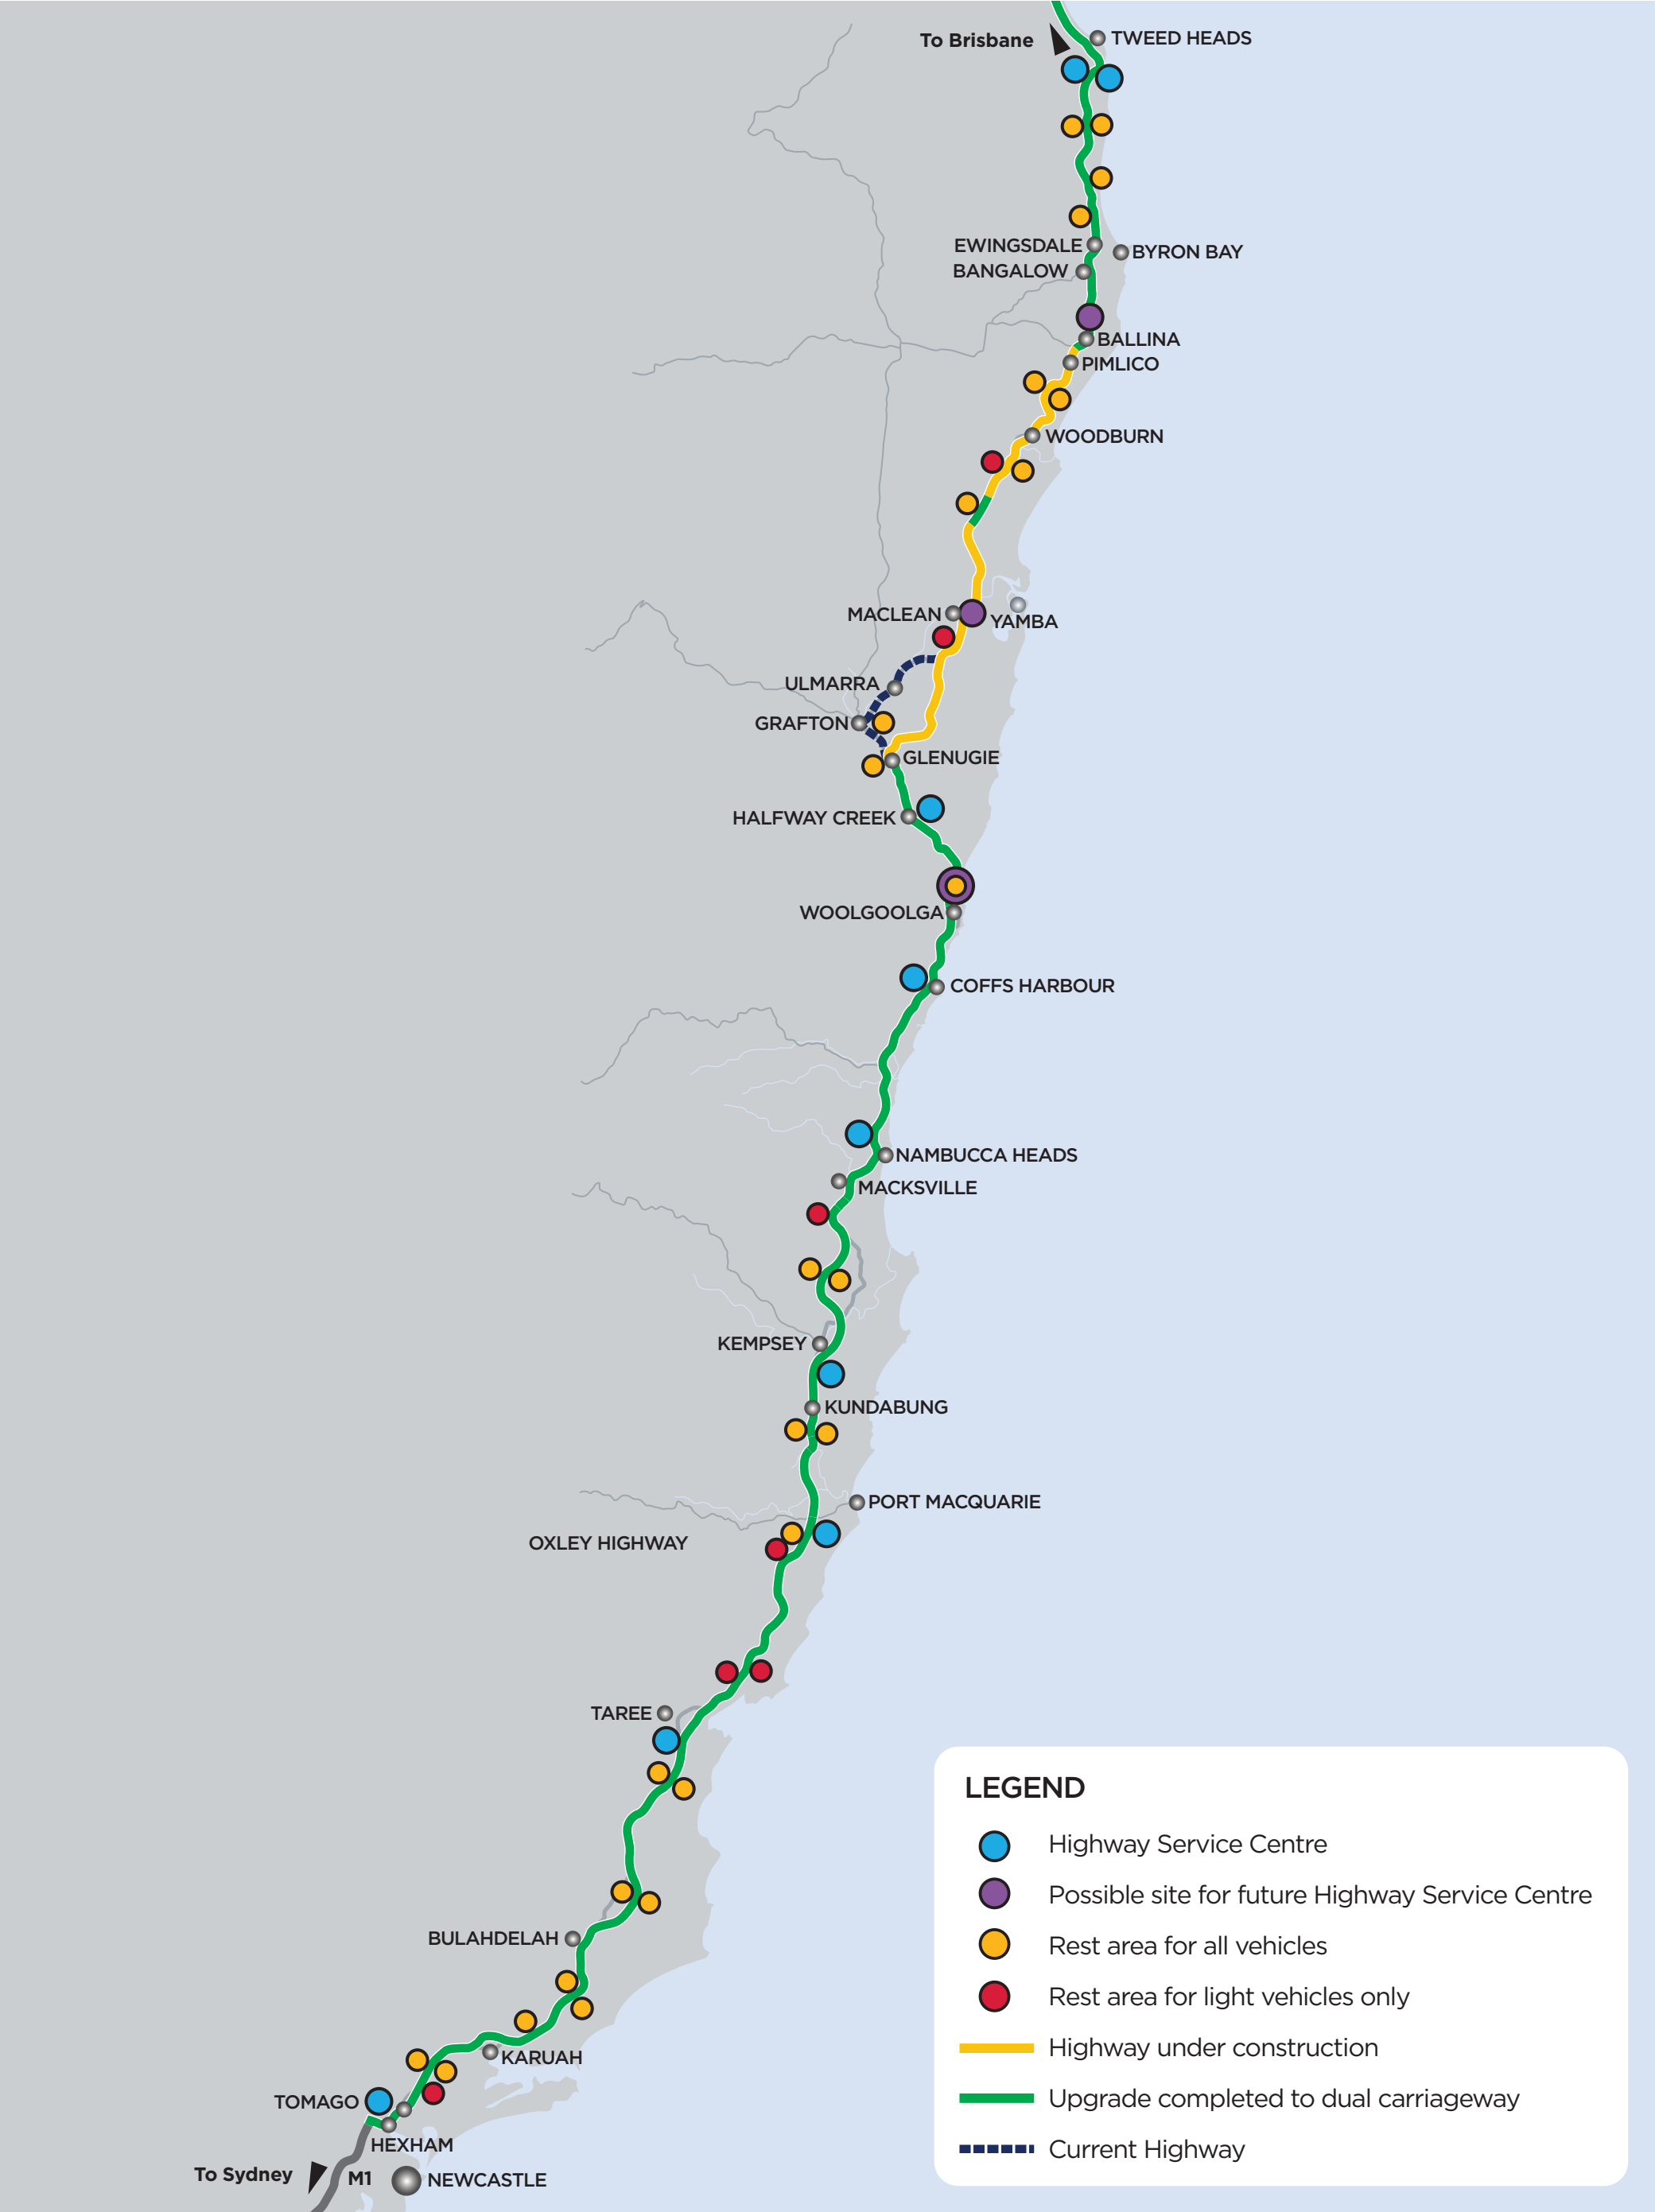 To Brisbane
TWEED HEADS
EWINGSDALE
BYRON BAY
BANGALOW
BALLINA
PIMLICO
WOODBURN
MACLEAN
YAMBA
ULMARRA
GRAFTON
GLENUGIE
HALFWAY CREEK
WOOLGOOLGA
COFFS HARBOUR
NAMBUCCA HEADS
MACKSVILLE
KEMPSEY
KUNDABUNG
PORT MACQUARIE
OXLEY HIGHWAY
TAREE
BULAHDELAH
KARUAH
TOMAGO
HEXHAM
To Sydney
M1
NEWCASTLE
LEGEND
Highway Service Centre
Possible site for future Highway Service Centre
Rest area for all vehicles
Rest area for light vehicles only
Highway under construction
Upgrade completed to dual carriageway
Current Highway